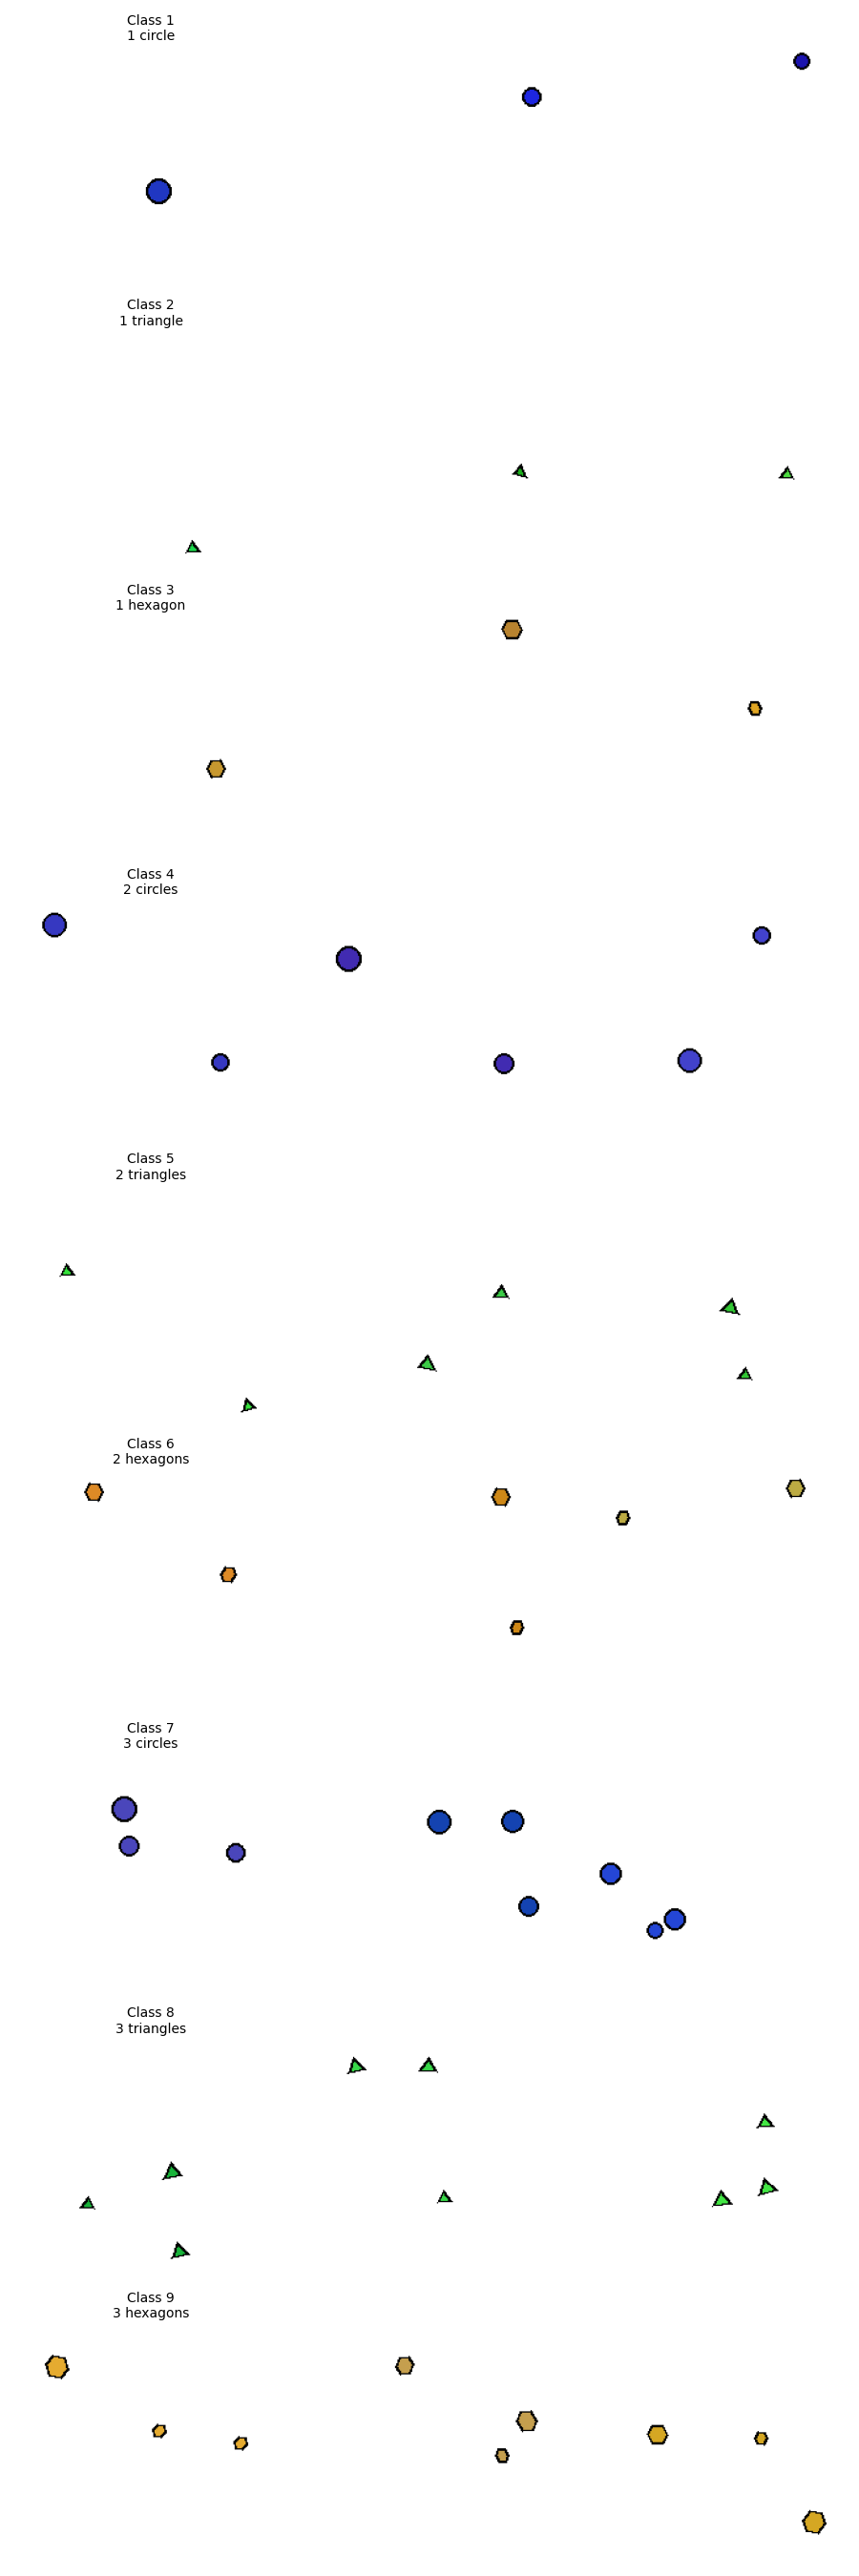 Class 1
1 circle
Class 2
1 triangle
Class 3
1 hexagon
Class 4
2 circles
Class 5
2 triangles
Class 6
2 hexagons
Class 7
3 circles
Class 8
3 triangles
Class 9
3 hexagons